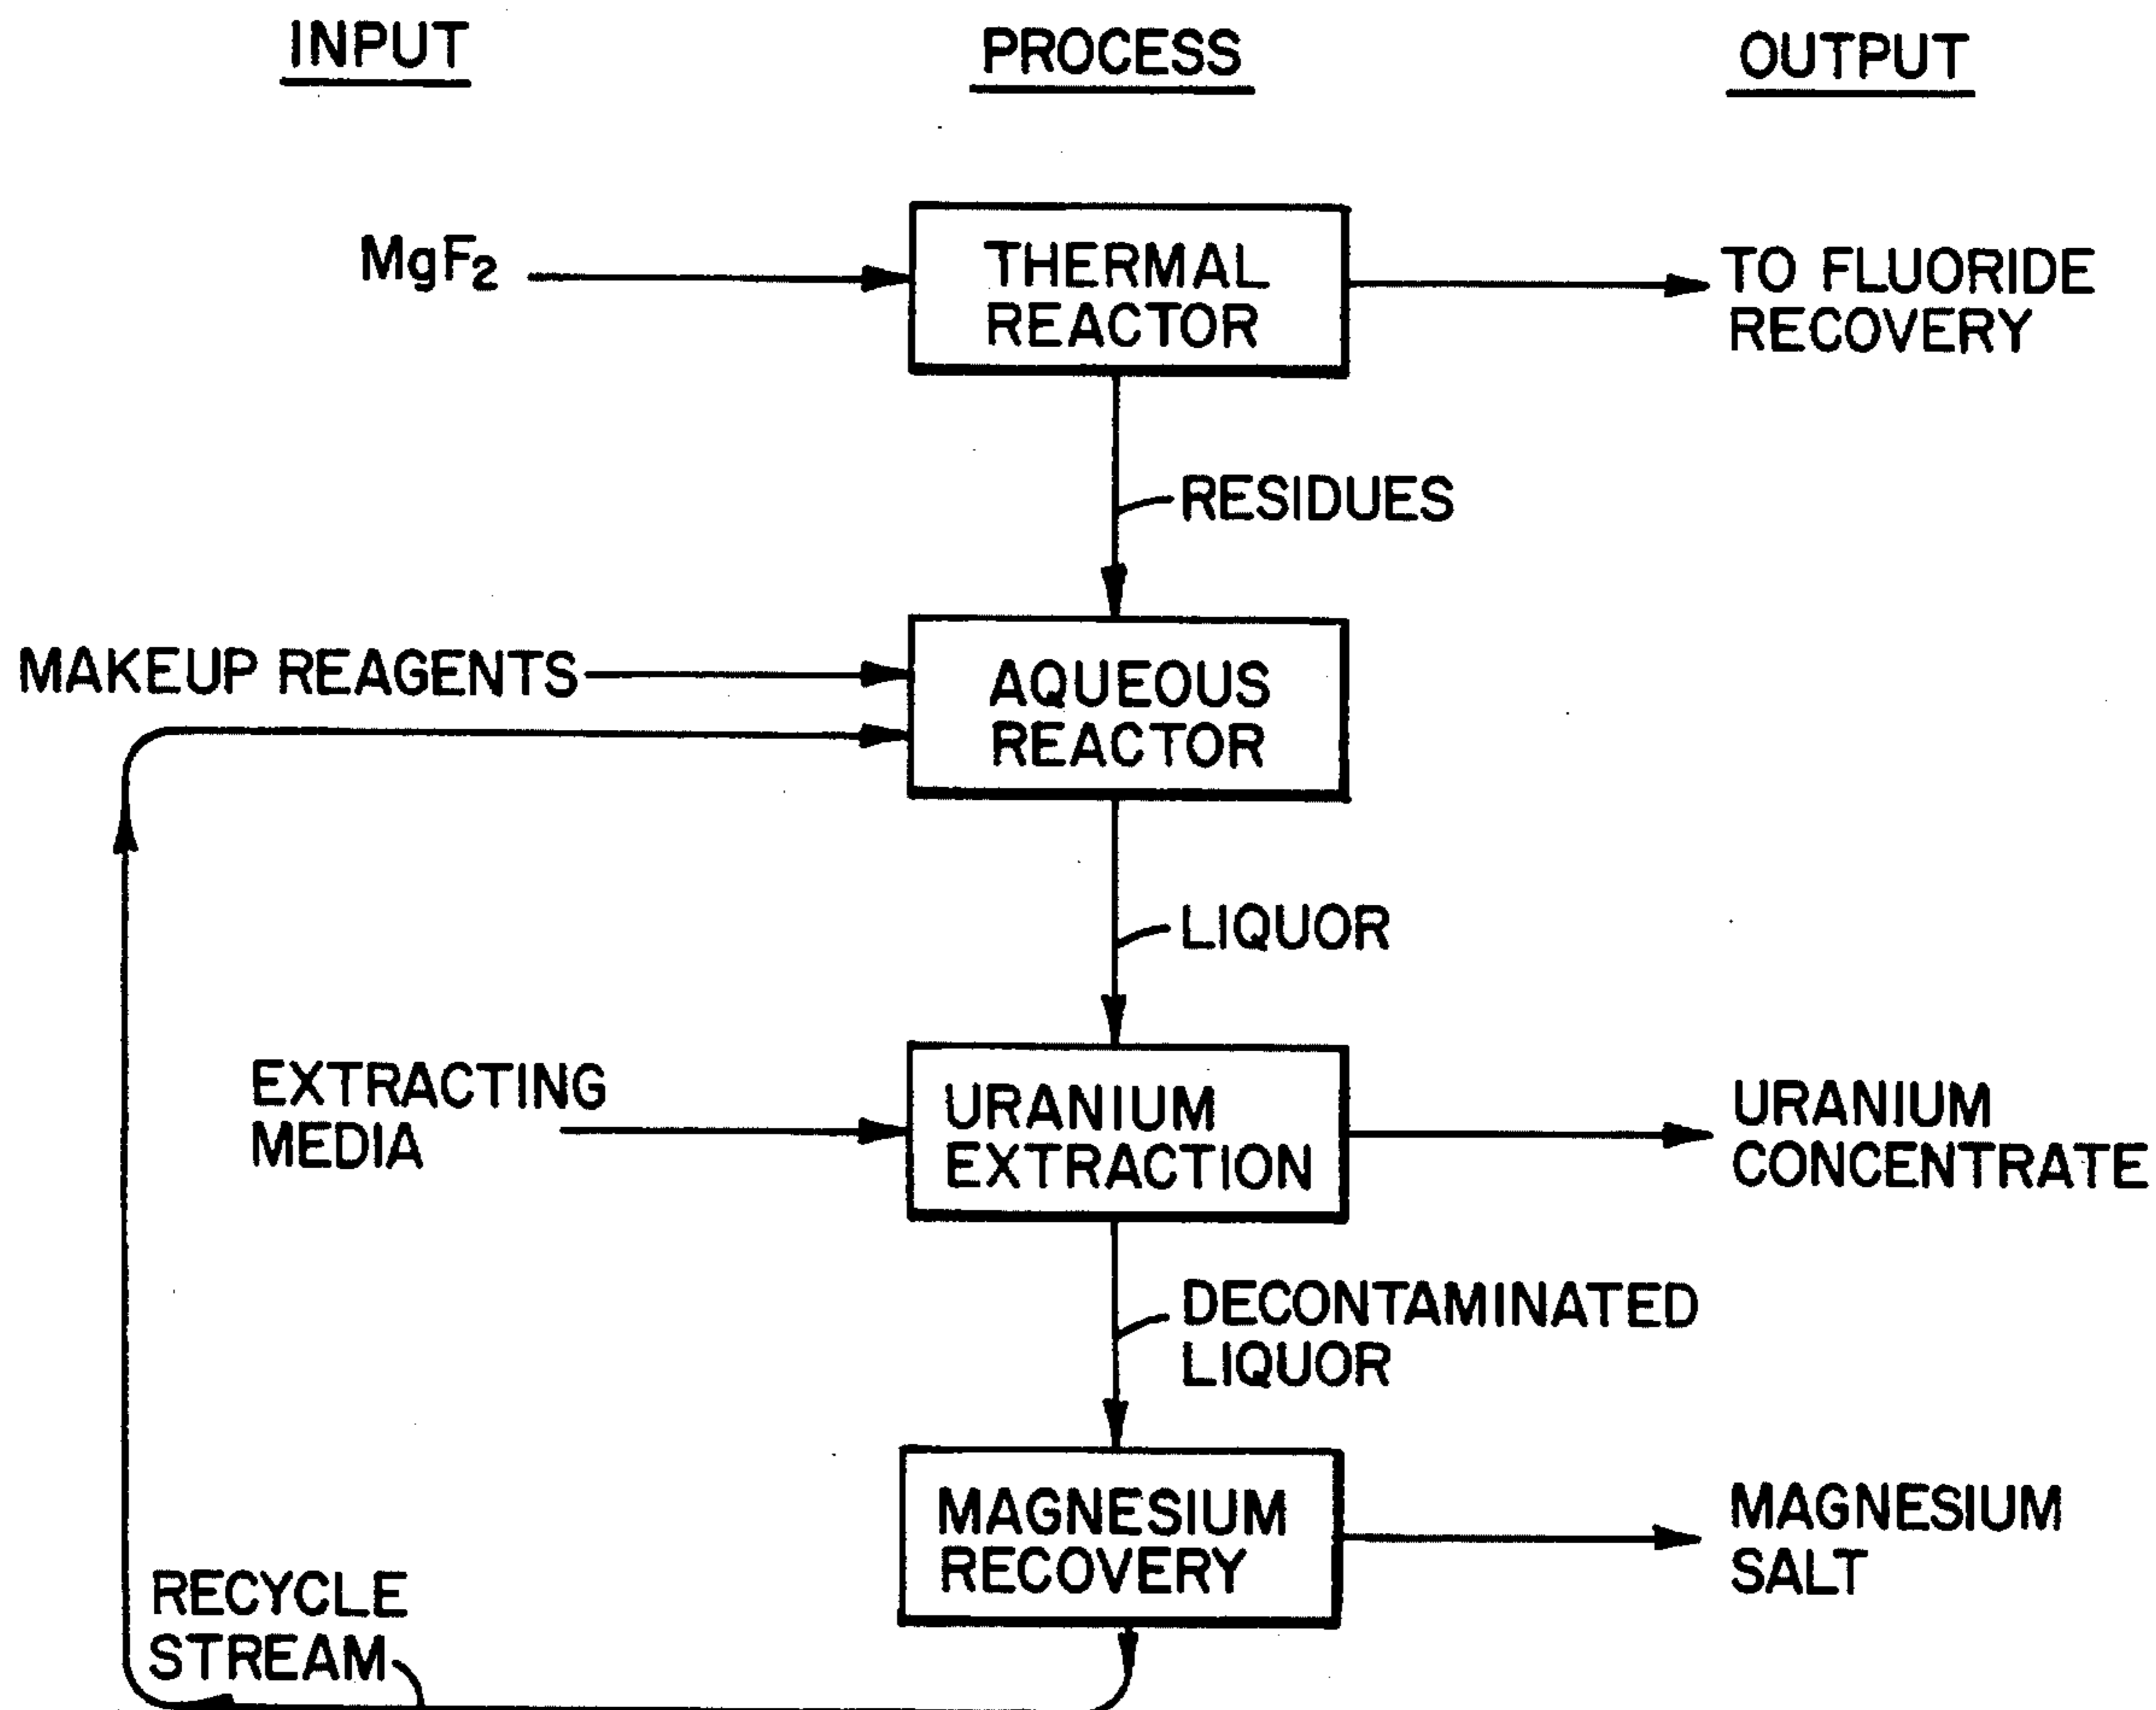 INPUT
PROCESS
OUTPUT
MgF2
THERMAL
REACTOR
TO FLUORIDE
RECOVERY
RESIDUES
MAKEUP REAGENTS
AQUEOUS
REACTOR
LIQUOR
EXTRACTING
MEDIA
URANIUM
EXTRACTION
URANIUM
CONCENTRATE
DECONTAMINATED
LIQUOR
MAGNESIUM
RECOVERY
MAGNESIUM
SALT
RECYCLE
STREAM